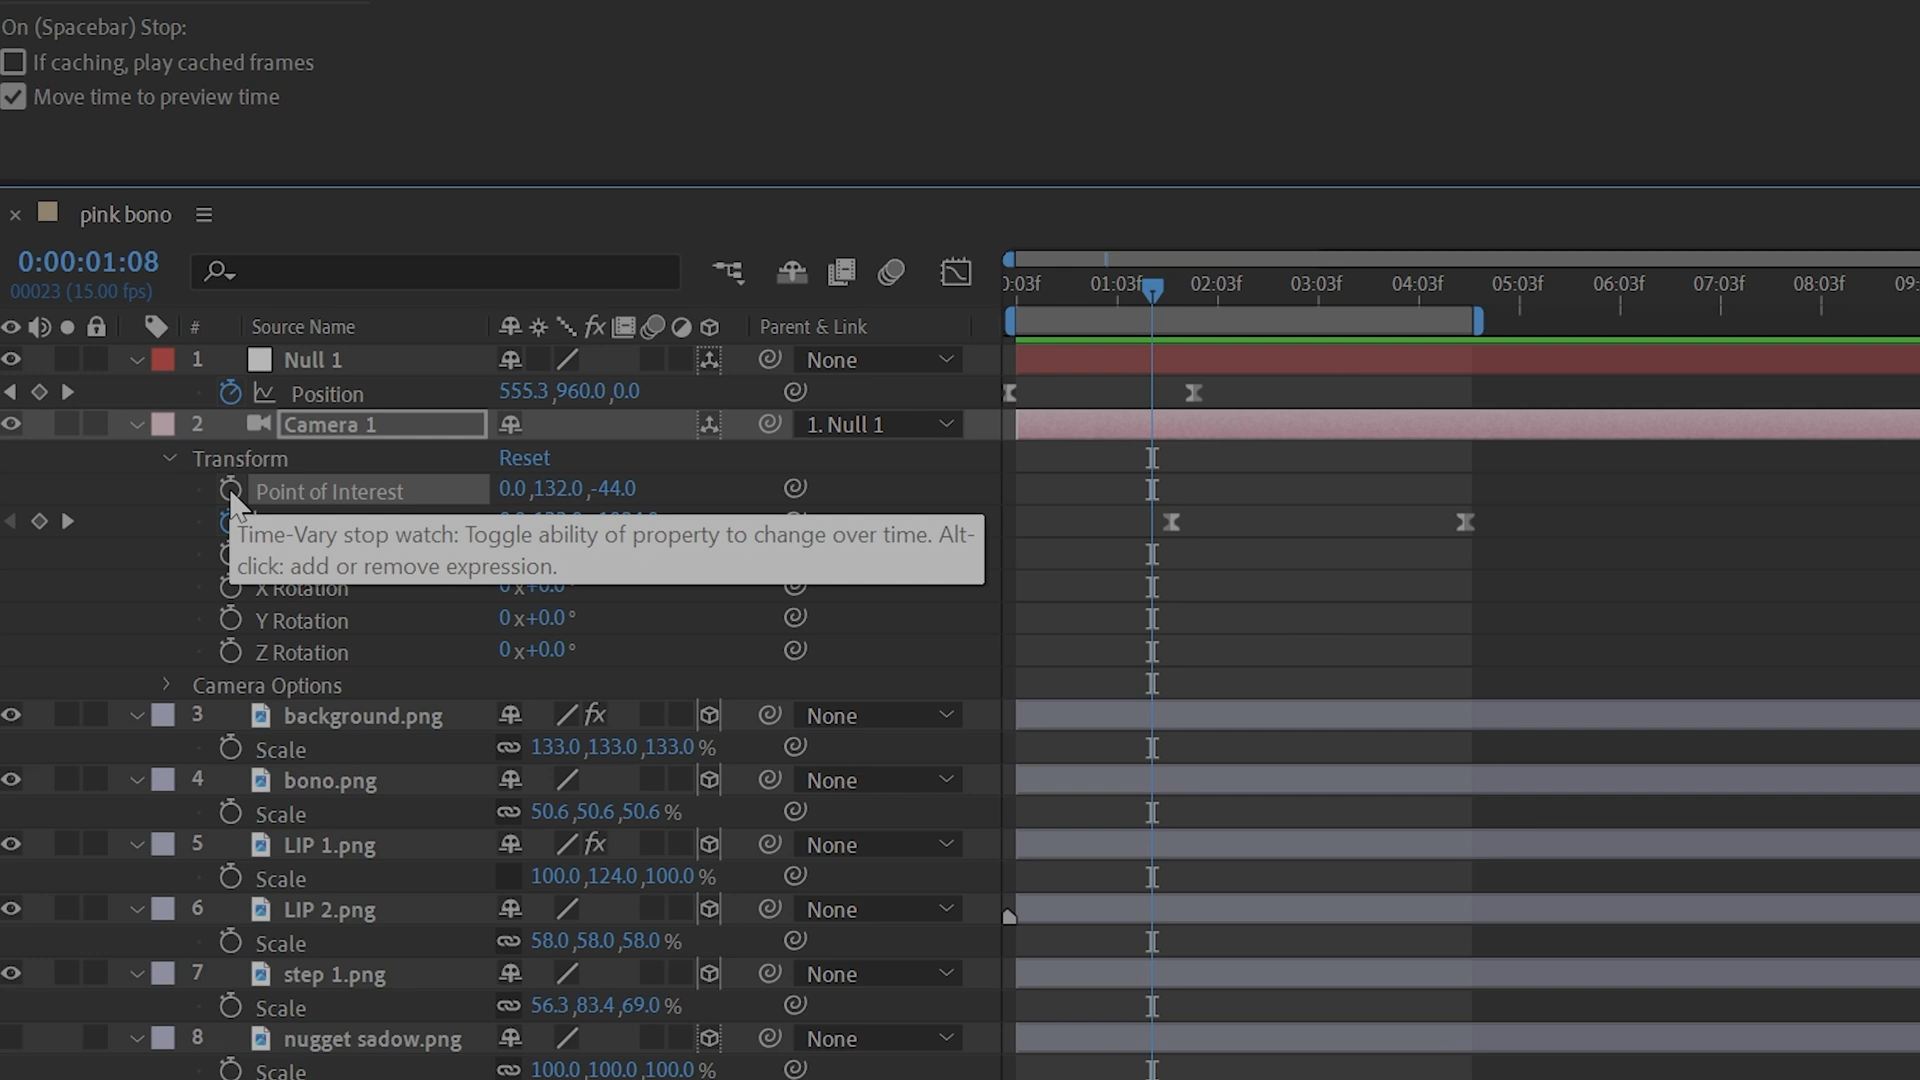 On (Spacebar) Stop:
If caching, play cached frames
Move time to preview time
pink bono
0:00:01:08
00023 (15.00 fps)
01:03f 02:03f 03:03f 04:03f 05:03f 06:03f 07:03f 08:03f
# Source Name fx Parent & Link
1 Null 1 None
Position 555.3,960.0,0.0
2 Camera 1 1. Null 1
Transform Reset
Point of Interest 0.0,132.0,-44.0
Time-Vary stop watch: Toggle ability of property to change over time. Alt-
click: add or remove expression.
X Rotation 0x+0.0°
Y Rotation 0x+0.0°
Z Rotation 0x+0.0°
Camera Options
3 background.png fx None
Scale 133.0,133.0,133.0%
4 bono.png None
Scale 50.6,50.6,50.6%
5 LIP 1.png fx None
Scale 100.0,124.0,100.0%
6 LIP 2.png None
Scale 58.0,58.0,58.0%
7 step 1.png None
Scale 56.3,83.4,69.0%
8 nugget sadow.png None
Scale 100.0,100.0,100.0%